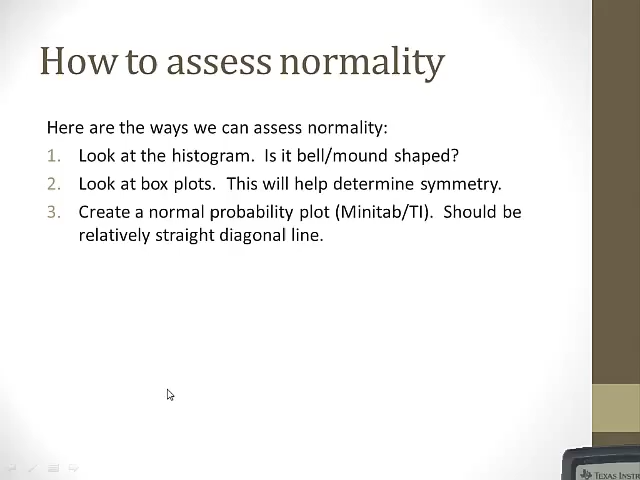 How to assess normality
Here are the ways we can assess normality:
1. Look at the histogram. Is it bell/mound shaped?
2. Look at box plots. This will help determine symmetry.
3. Create a normal probability plot (Minitab/TI). Should be
relatively straight diagonal line.
TEXAS INSTR